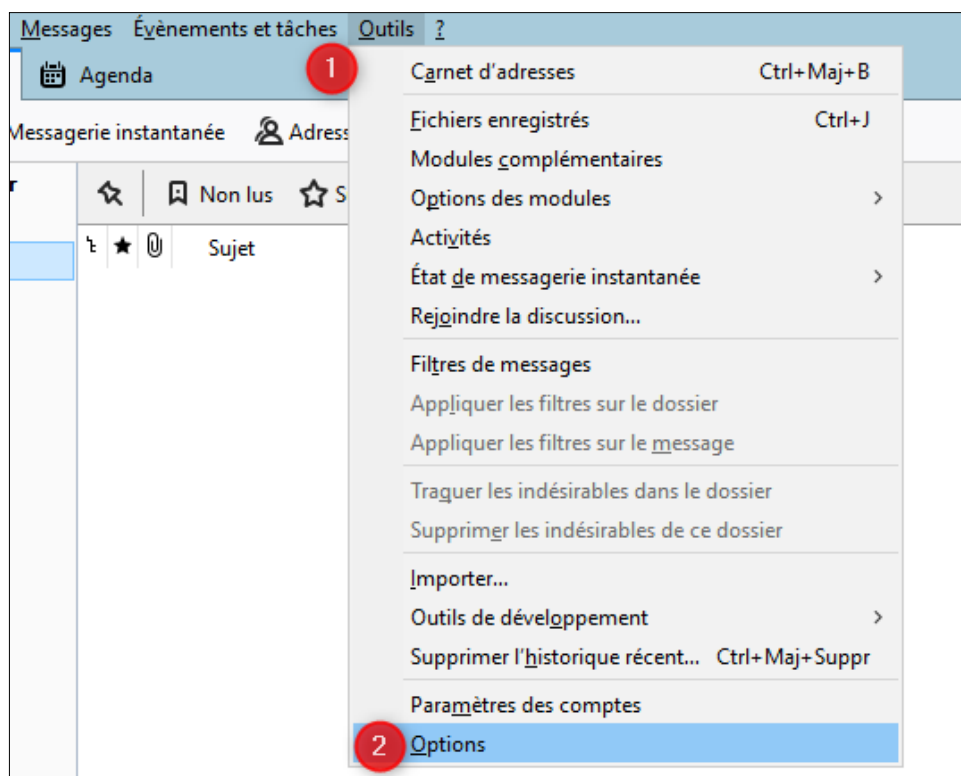 Messages Évènements et tâches Outils ?
1
Agenda
Carnet d'adresses Ctrl+Maj+B
Messagerie instantanée Adress
Fichiers enregistrés Ctrl+J
Modules complémentaires
r
Non lus S
Options des modules
Activités
Sujet
État de messagerie instantanée
Rejoindre la discussion...
Filtres de messages
Appliquer les filtres sur le dossier
Appliquer les filtres sur le message
Traquer les indésirables dans le dossier
Supprimer les indésirables de ce dossier
Importer...
Outils de développement
Supprimer l'historique récent... Ctrl+Maj+Suppr
Paramètres des comptes
2 Options